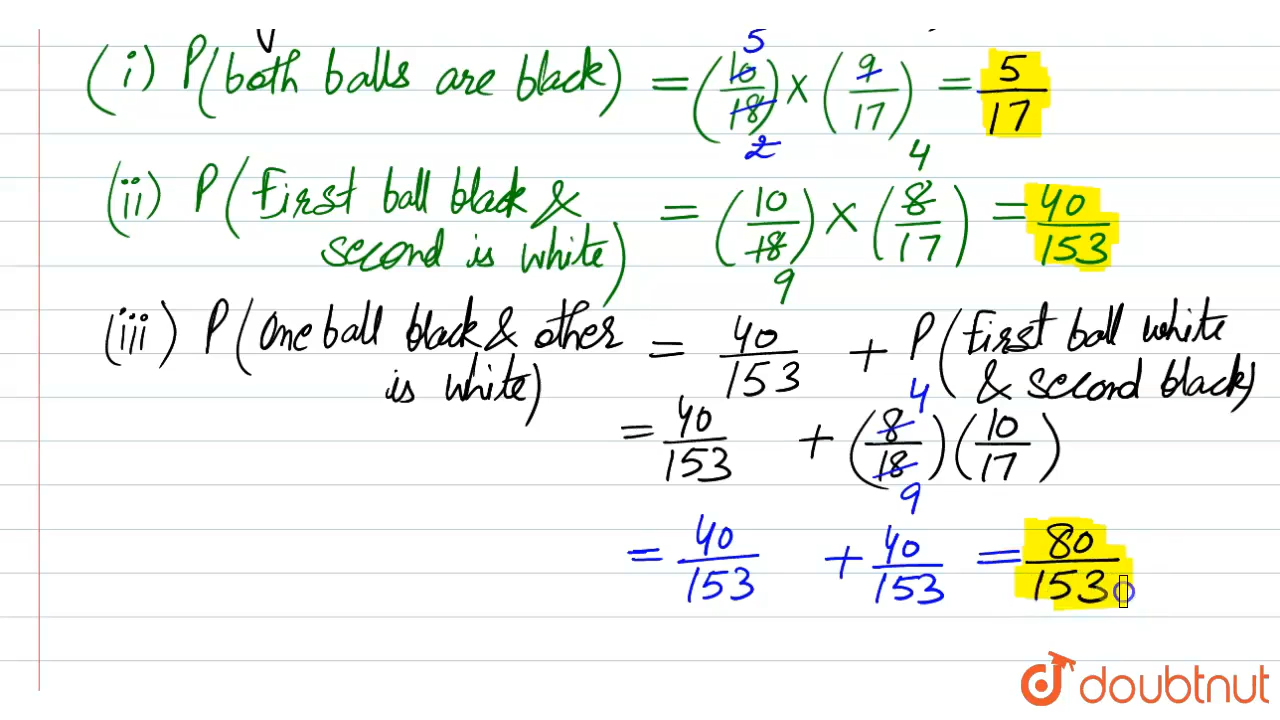 (i) P(both balls are black) = (10/18) × (9/17) = 5/17
5
2
(ii) P(First ball black & second is white) = (10/18) × (8/17) = 40/153
4
9
(iii) P(One ball black & other is white) = 40/153 + P(First ball white & second black)
= 40/153 + (8/18)(10/17)
4
9
= 40/153 + 40/153 = 80/153
doubtnut